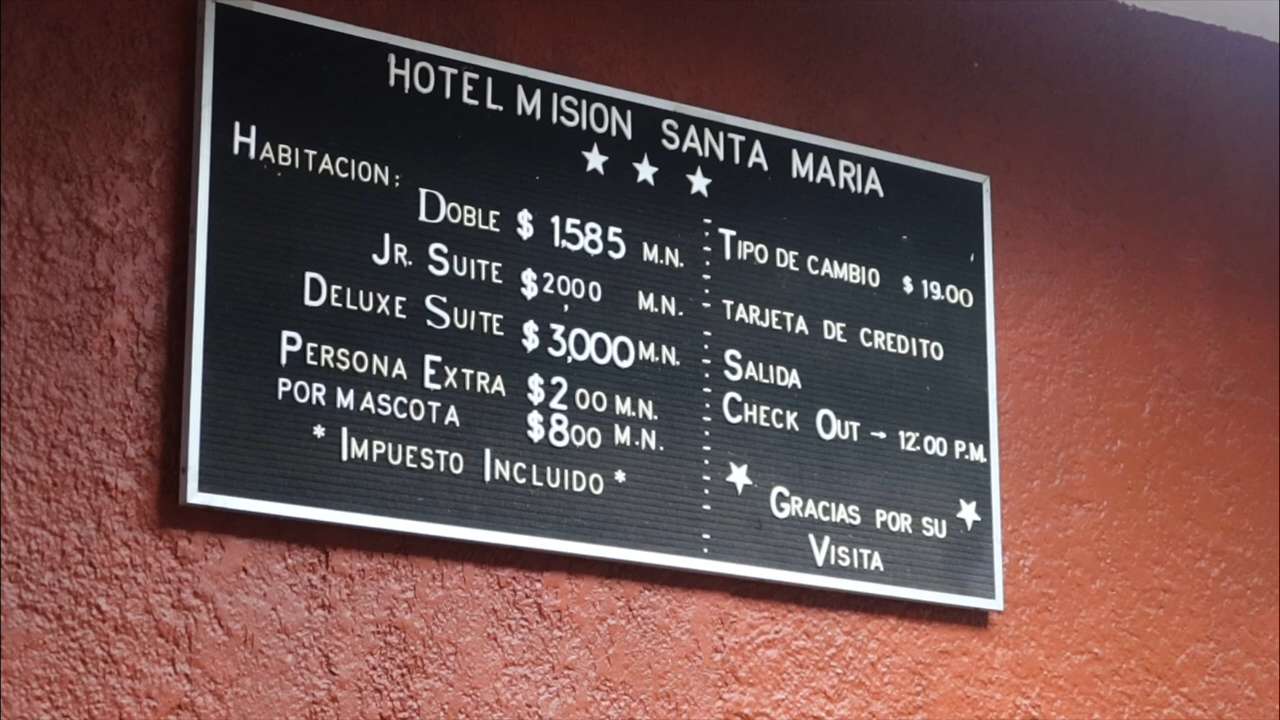 HOTEL MISION SANTA MARIA
HABITACION:
DOBLE $ 1,585 M.N.
JR. SUITE $2000 M.N.
DELUXE SUITE $3,000 M.N.
PERSONA EXTRA $200 M.N.
POR MASCOTA $800 M.N.
* IMPUESTO INCLUIDO *
TIPO DE CAMBIO $ 19.00
TARJETA DE CREDITO
SALIDA
CHECK OUT - 12:00 P.M.
GRACIAS POR SU
VISITA